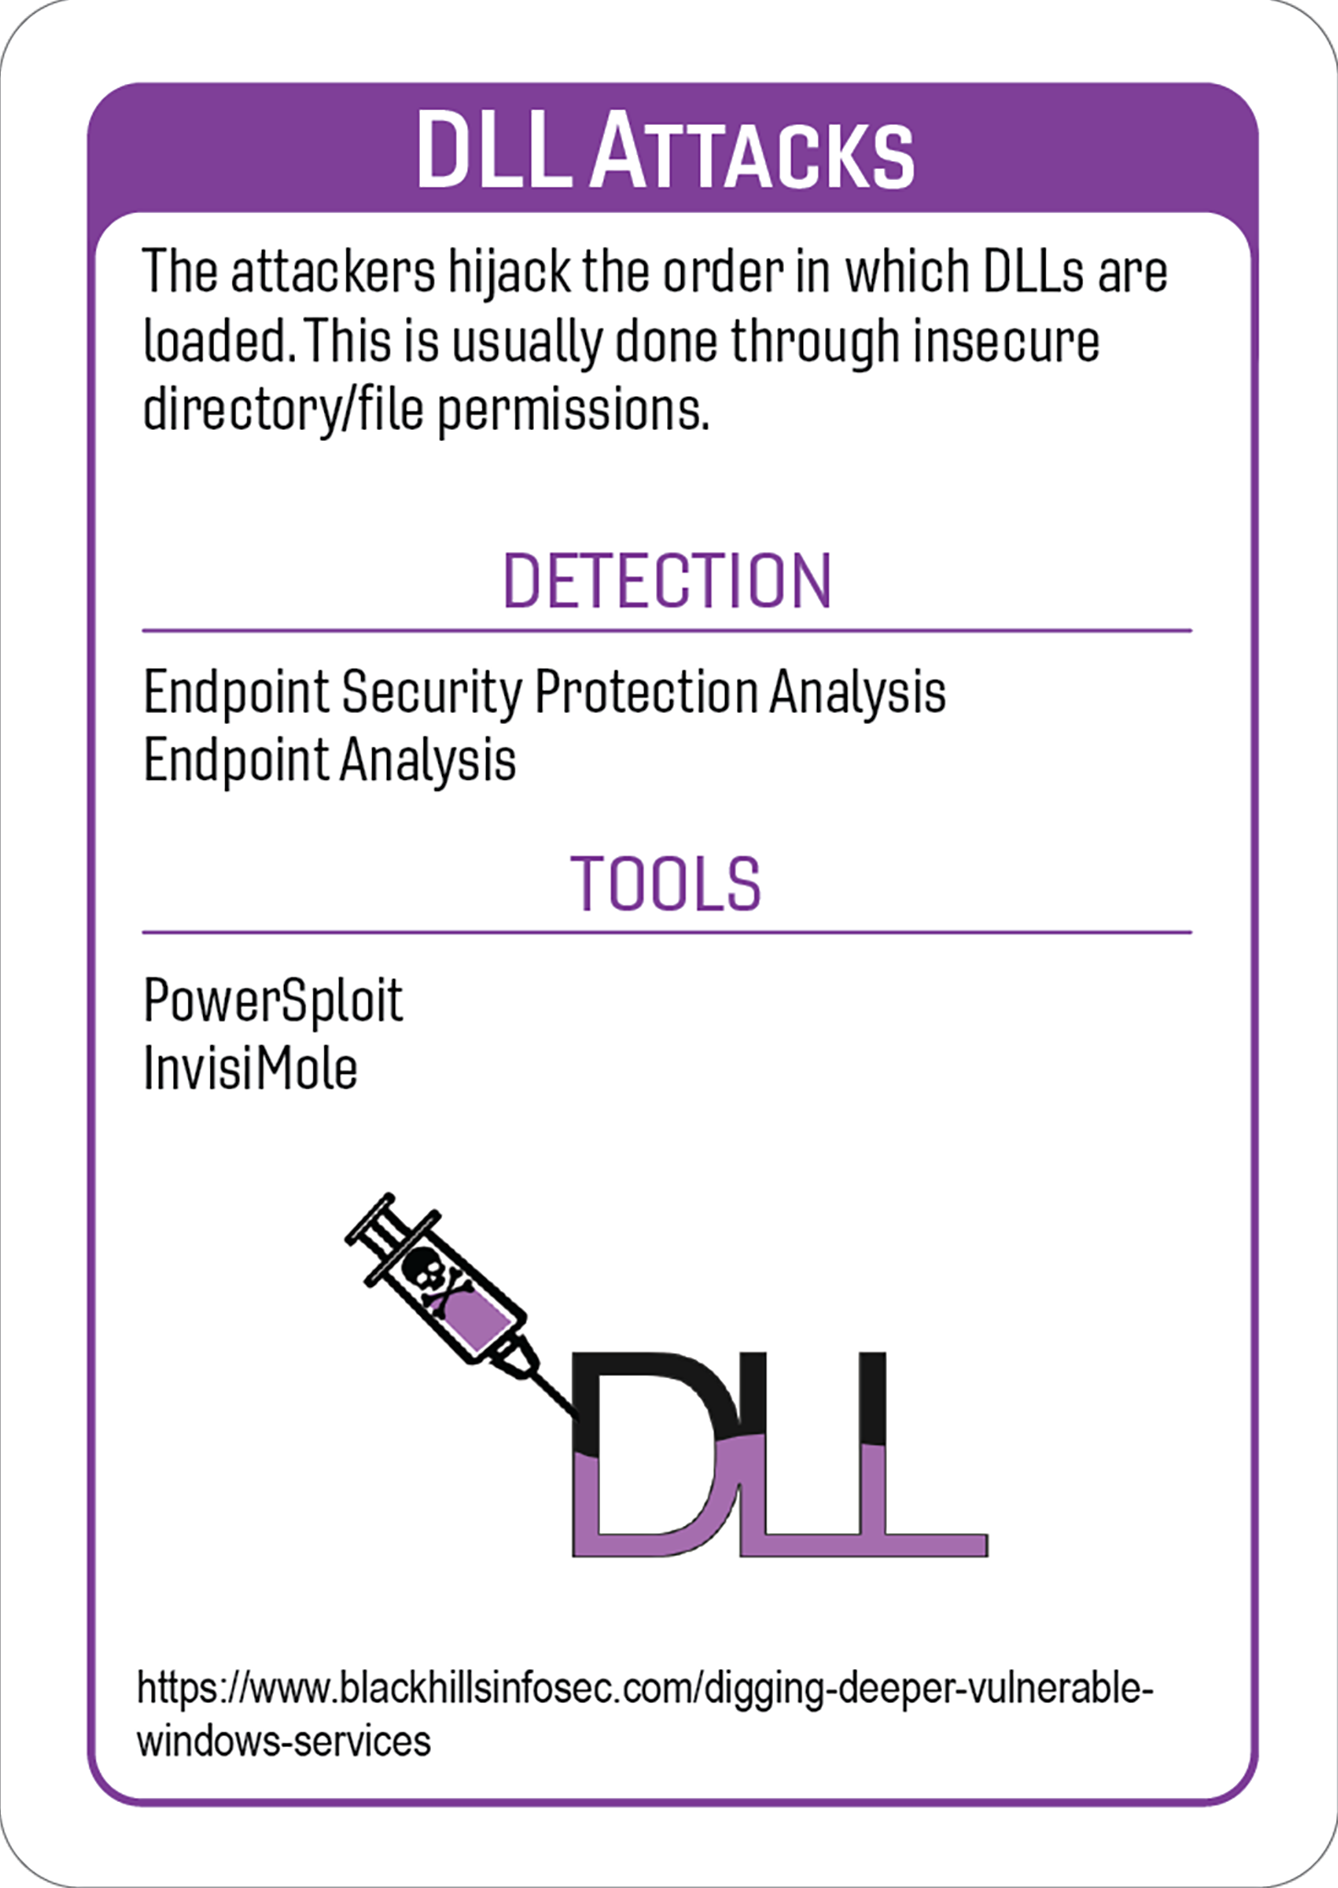 DLL ATTACKS
The attackers hijack the order in which DLLs are
loaded. This is usually done through insecure
directory/file permissions.
DETECTION
Endpoint Security Protection Analysis
Endpoint Analysis
TOOLS
PowerSploit
InvisiMole
DLL
https://www.blackhillsinfosec.com/digging-deeper-vulnerable-
windows-services